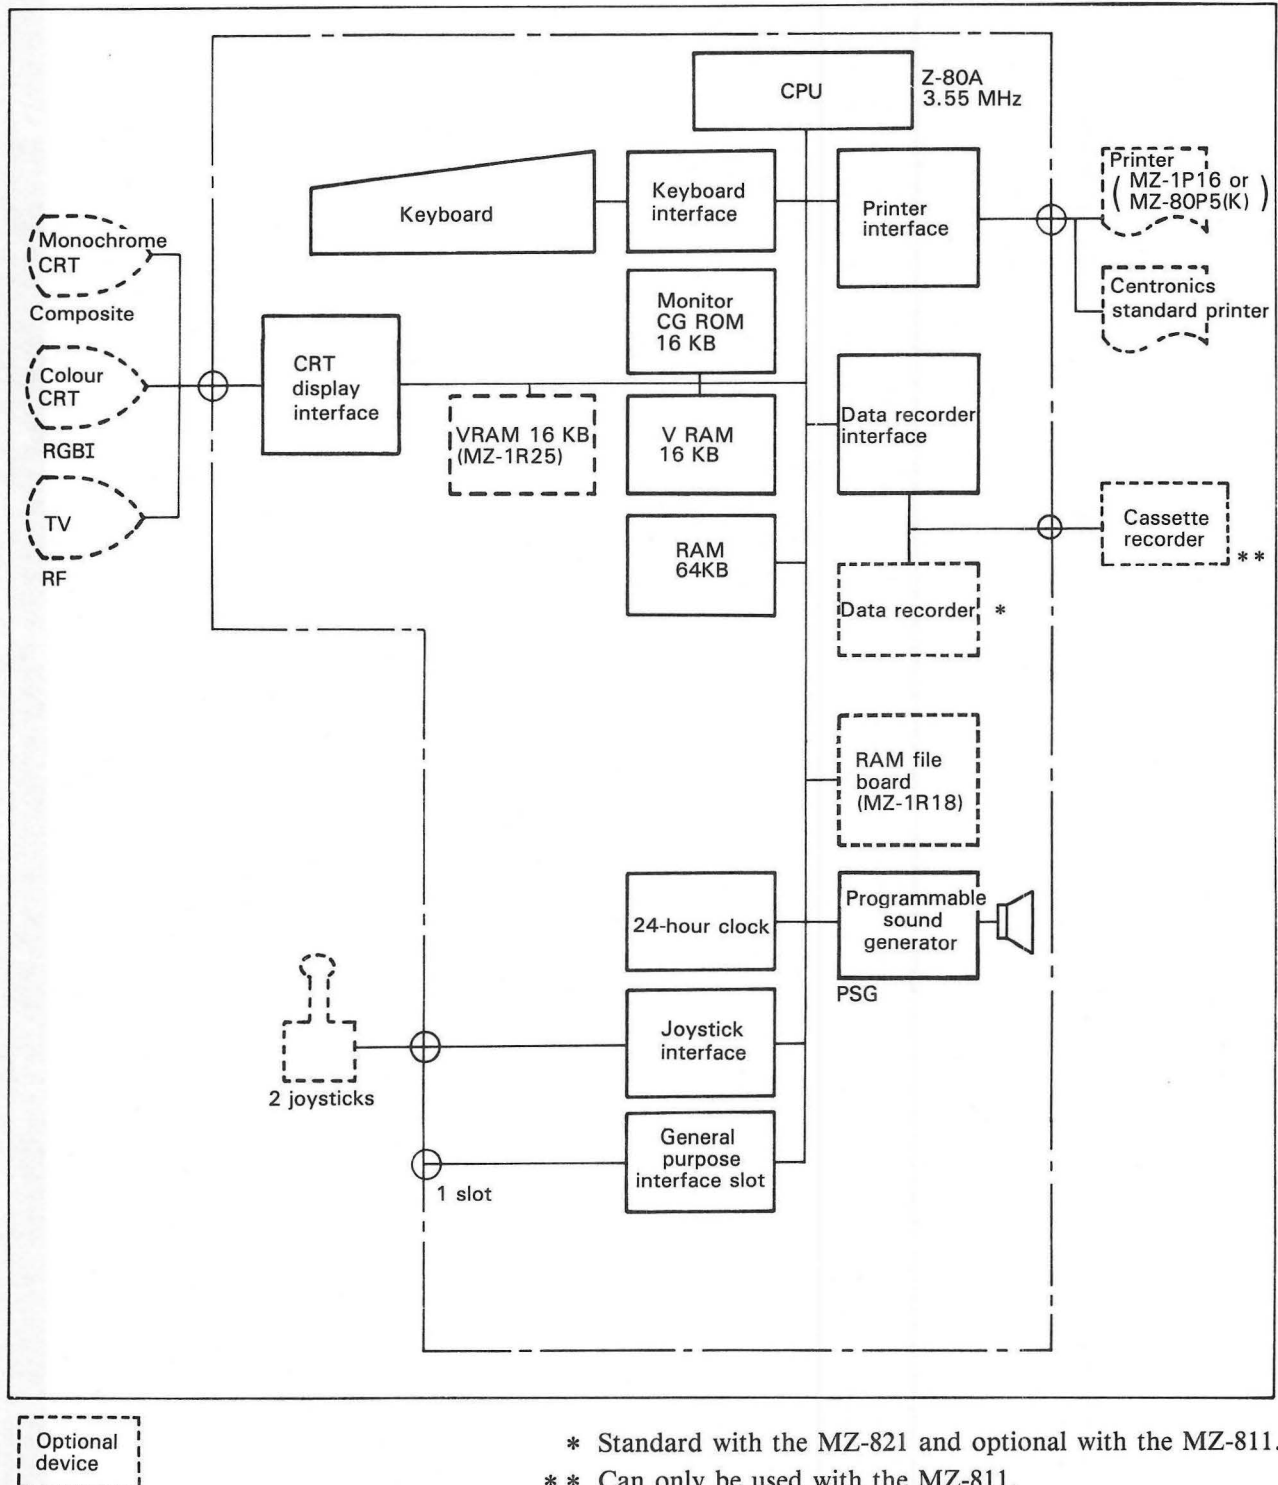 CPU
Z-80A
3.55 MHz
Keyboard
Keyboard
interface
Printer
interface
Printer
( MZ-1P16 or
MZ-80P5(K) )
Centronics
standard printer
Monochrome
CRT
Composite
Colour
CRT
RGBI
TV
RF
CRT
display
interface
Monitor
CG ROM
16 KB
VRAM 16 KB
(MZ-1R25)
V RAM
16 KB
Data recorder
interface
RAM
64KB
Cassette
recorder
**
Data recorder
*
RAM file
board
(MZ-1R18)
24-hour clock
Programmable
sound
generator
PSG
Joystick
interface
2 joysticks
General
purpose
interface slot
1 slot
Optional
device
* Standard with the MZ-821 and optional with the MZ-811.
** Can only be used with the MZ-811.